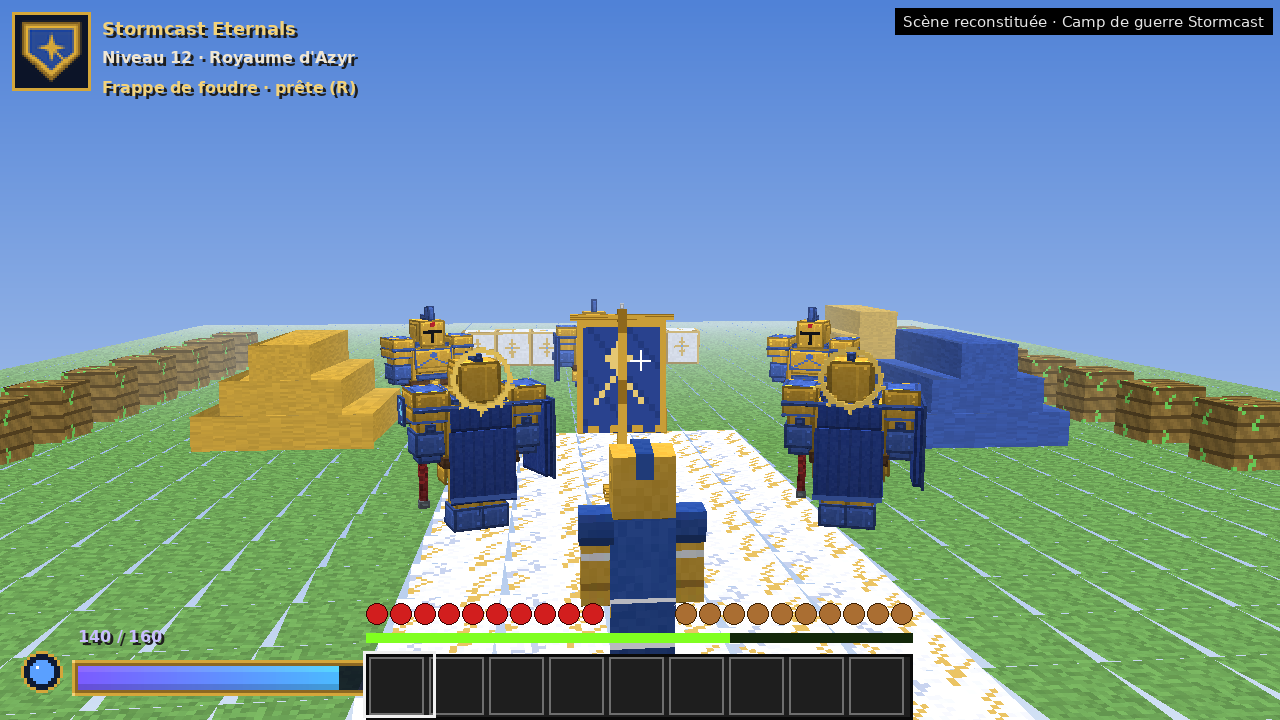 Stormcast Eternals
Niveau 12 · Royaume d'Azyr
Frappe de foudre · prête (R)
Scène reconstituée · Camp de guerre Stormcast
140 / 160